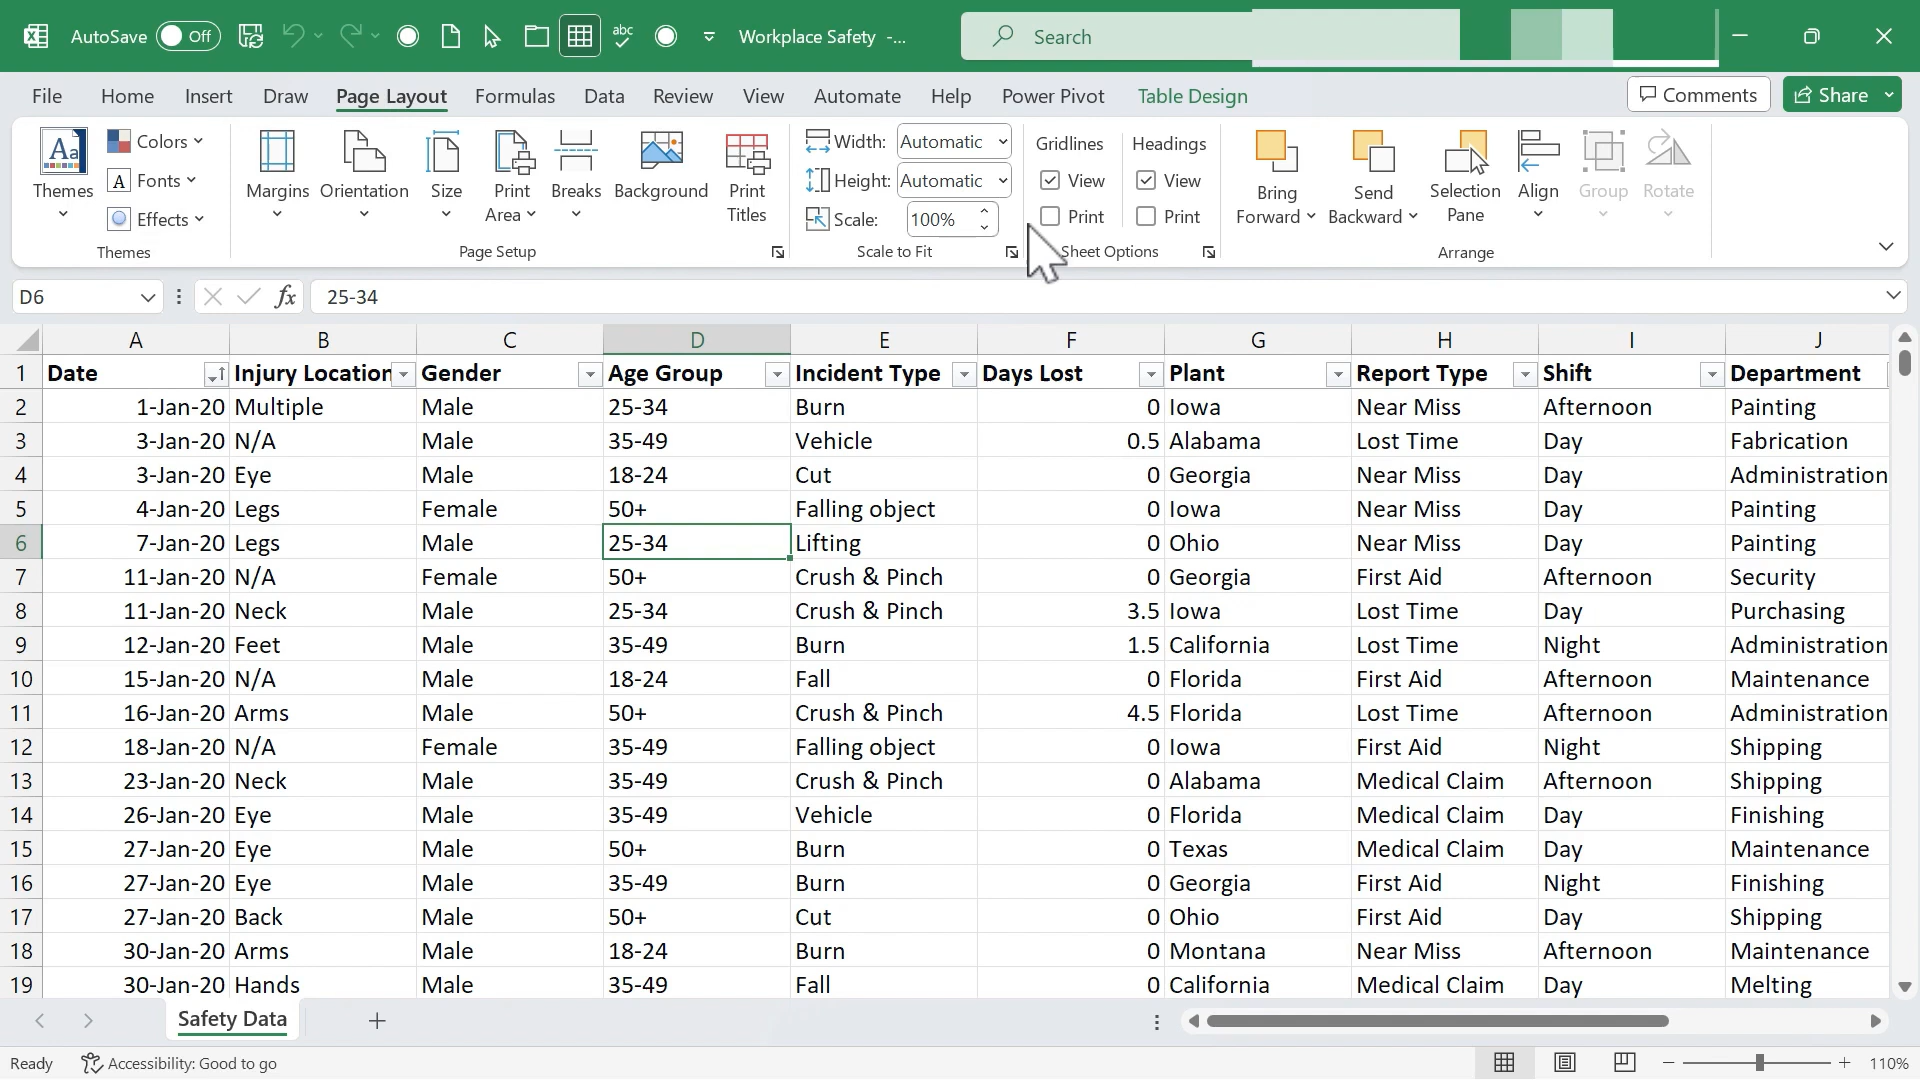 AutoSave Off abc Workplace Safety -... Search
File Home Insert Draw Page Layout Formulas Data Review View Automate Help Power Pivot Table Design Comments Share
Aa Themes Colors
A Fonts
Effects
Themes
Margins Orientation Size Print Area Breaks Background Print Titles
Page Setup
Width: Automatic
Height: Automatic
Scale: 100%
Scale to Fit
Gridlines Headings
View View
Print Print
Sheet Options
Bring Forward Send Backward Selection Pane Align Group Rotate
Arrange
D6 fx 25-34
A B C D E F G H I J
1 Date Injury Location Gender Age Group Incident Type Days Lost Plant Report Type Shift Department
2 1-Jan-20 Multiple Male 25-34 Burn 0 Iowa Near Miss Afternoon Painting
3 3-Jan-20 N/A Male 35-49 Vehicle 0.5 Alabama Lost Time Day Fabrication
4 3-Jan-20 Eye Male 18-24 Cut 0 Georgia Near Miss Day Administration
5 4-Jan-20 Legs Female 50+ Falling object 0 Iowa Near Miss Day Painting
6 7-Jan-20 Legs Male 25-34 Lifting 0 Ohio Near Miss Day Painting
7 11-Jan-20 N/A Female 50+ Crush & Pinch 0 Georgia First Aid Afternoon Security
8 11-Jan-20 Neck Male 25-34 Crush & Pinch 3.5 Iowa Lost Time Day Purchasing
9 12-Jan-20 Feet Male 35-49 Burn 1.5 California Lost Time Night Administration
10 15-Jan-20 N/A Male 18-24 Fall 0 Florida First Aid Afternoon Maintenance
11 16-Jan-20 Arms Male 50+ Crush & Pinch 4.5 Florida Lost Time Afternoon Administration
12 18-Jan-20 N/A Female 35-49 Falling object 0 Iowa First Aid Night Shipping
13 23-Jan-20 Neck Male 35-49 Crush & Pinch 0 Alabama Medical Claim Afternoon Shipping
14 26-Jan-20 Eye Male 35-49 Vehicle 0 Florida Medical Claim Day Finishing
15 27-Jan-20 Eye Male 50+ Burn 0 Texas Medical Claim Day Maintenance
16 27-Jan-20 Eye Male 35-49 Burn 0 Georgia First Aid Night Finishing
17 27-Jan-20 Back Male 50+ Cut 0 Ohio First Aid Day Shipping
18 30-Jan-20 Arms Male 18-24 Burn 0 Montana Near Miss Afternoon Maintenance
19 30-Jan-20 Hands Male 35-49 Fall 0 California Medical Claim Day Melting
Safety Data
Ready Accessibility: Good to go 110%